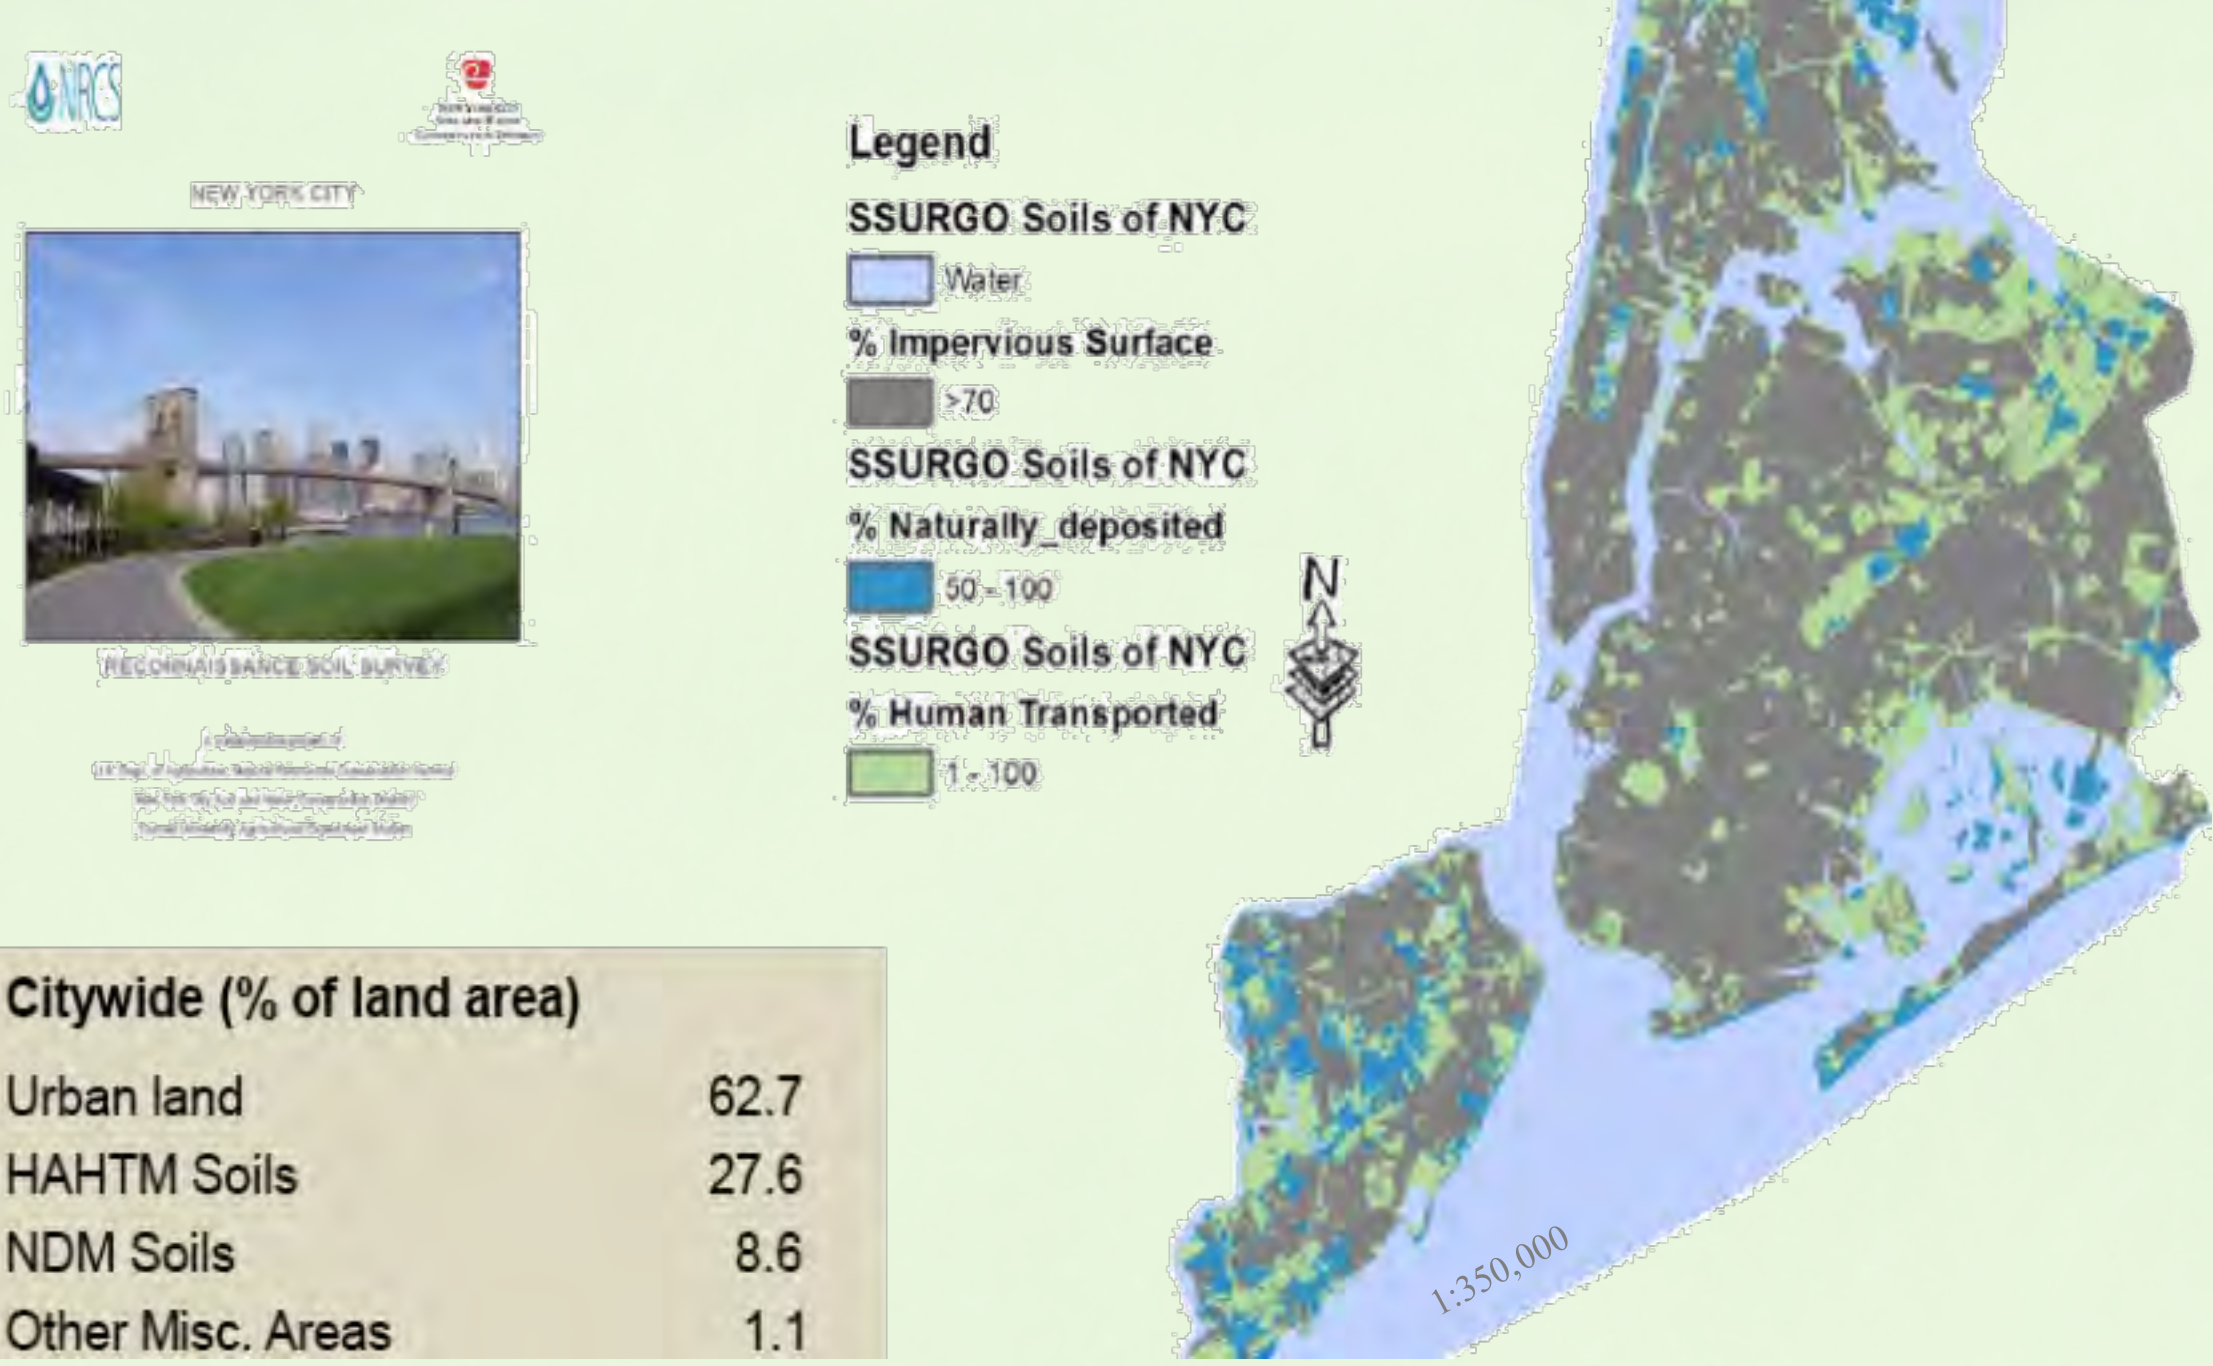 NRCS
NEW YORK CITY
RECONNAISSANCE SOIL SURVEY
Legend
SSURGO Soils of NYC
Water
% Impervious Surface
>70
SSURGO Soils of NYC
% Naturally_deposited
50 - 100
SSURGO Soils of NYC
% Human Transported
1 - 100
N
Citywide (% of land area)
Urban land 62.7
HAHTM Soils 27.6
NDM Soils 8.6
Other Misc. Areas 1.1
1:350,000